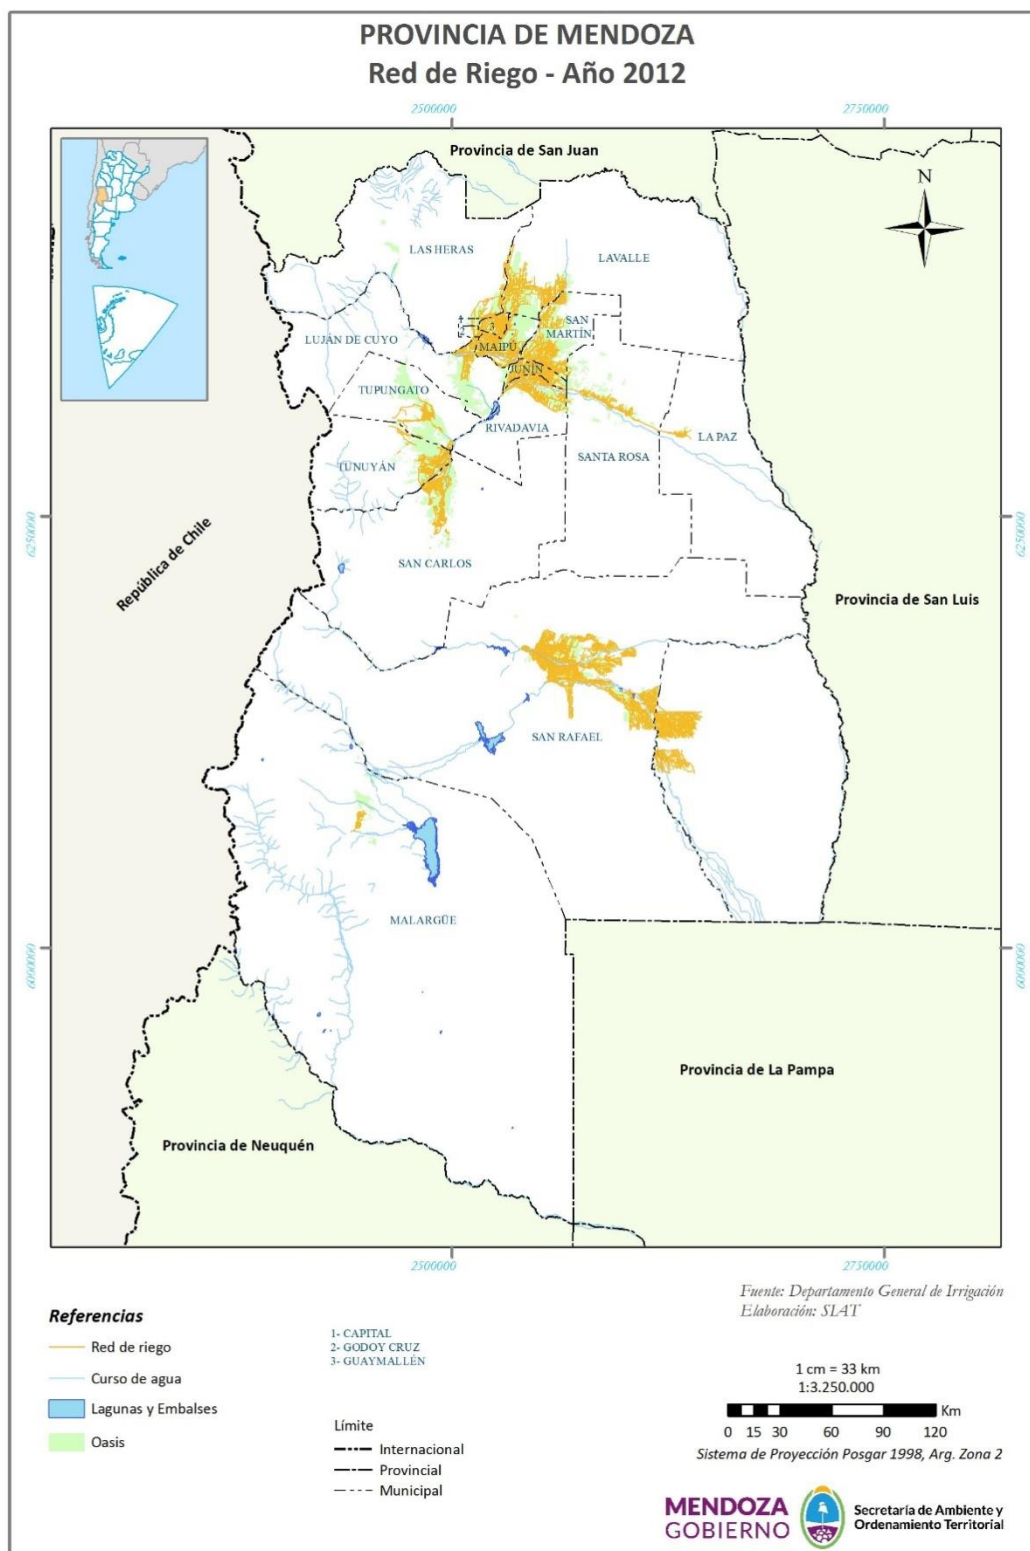 PROVINCIA DE MENDOZA
Red de Riego - Año 2012
2500000
2750000
Provincia de San Juan
N
LAS HERAS
LAVALLE
SAN
MARTÍN
3
LUJÁN DE CUYO
MAIPÚ
JUNÍN
TUPUNGATO
RIVADAVIA
LA PAZ
TUNUYÁN
SANTA ROSA
6250000
6250000
República de Chile
SAN CARLOS
Provincia de San Luis
SAN RAFAEL
MALARGÜE
6000000
6000000
Provincia de La Pampa
Provincia de Neuquén
2500000
2750000
Fuente: Departamento General de Irrigación
Elaboración: SIAT
Referencias
Red de riego
Curso de agua
Lagunas y Embalses
Oasis
1- CAPITAL
2- GODOY CRUZ
3- GUAYMALLÉN
Límite
Internacional
Provincial
Municipal
1 cm = 33 km
1:3.250.000
Km
0 15 30 60 90 120
Sistema de Proyección Posgar 1998, Arg. Zona 2
MENDOZA
GOBIERNO
Secretaría de Ambiente y
Ordenamiento Territorial